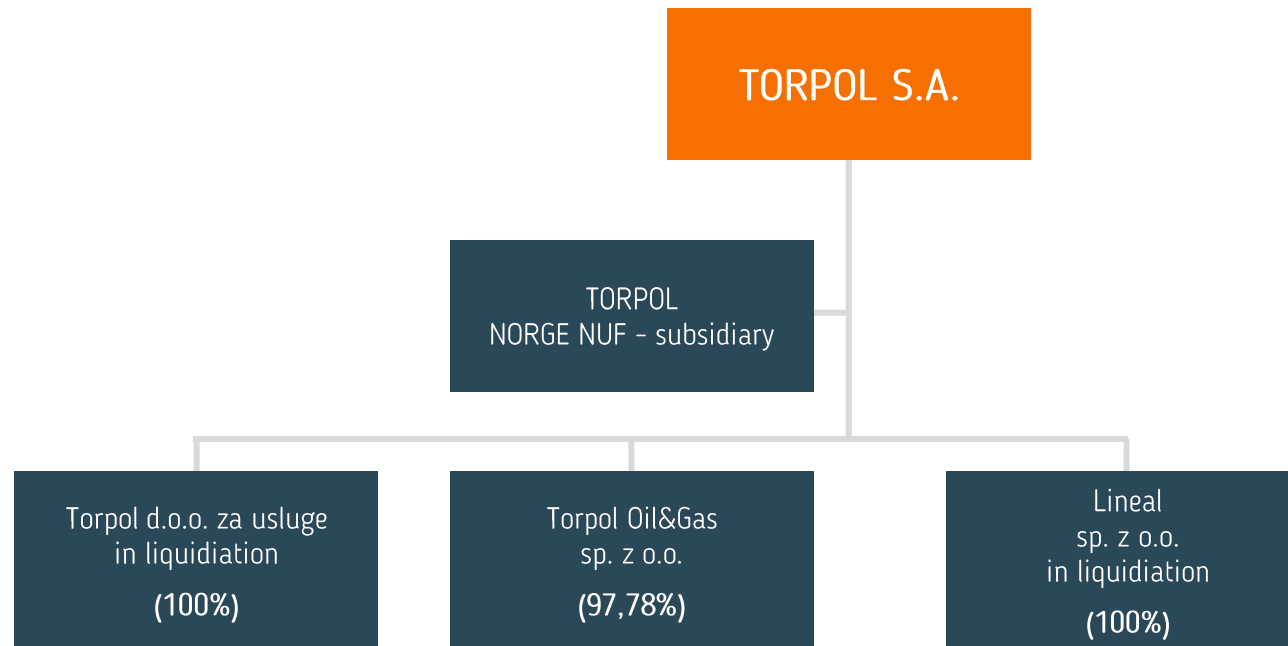 TORPOL S.A.
TORPOL
NORGE NUF - subsidiary
Torpol d.o.o. za usluge
in liquidiation
(100%)
Torpol Oil&Gas
sp. z o.o.
(97,78%)
Lineal
sp. z o.o.
in liquidiation
(100%)